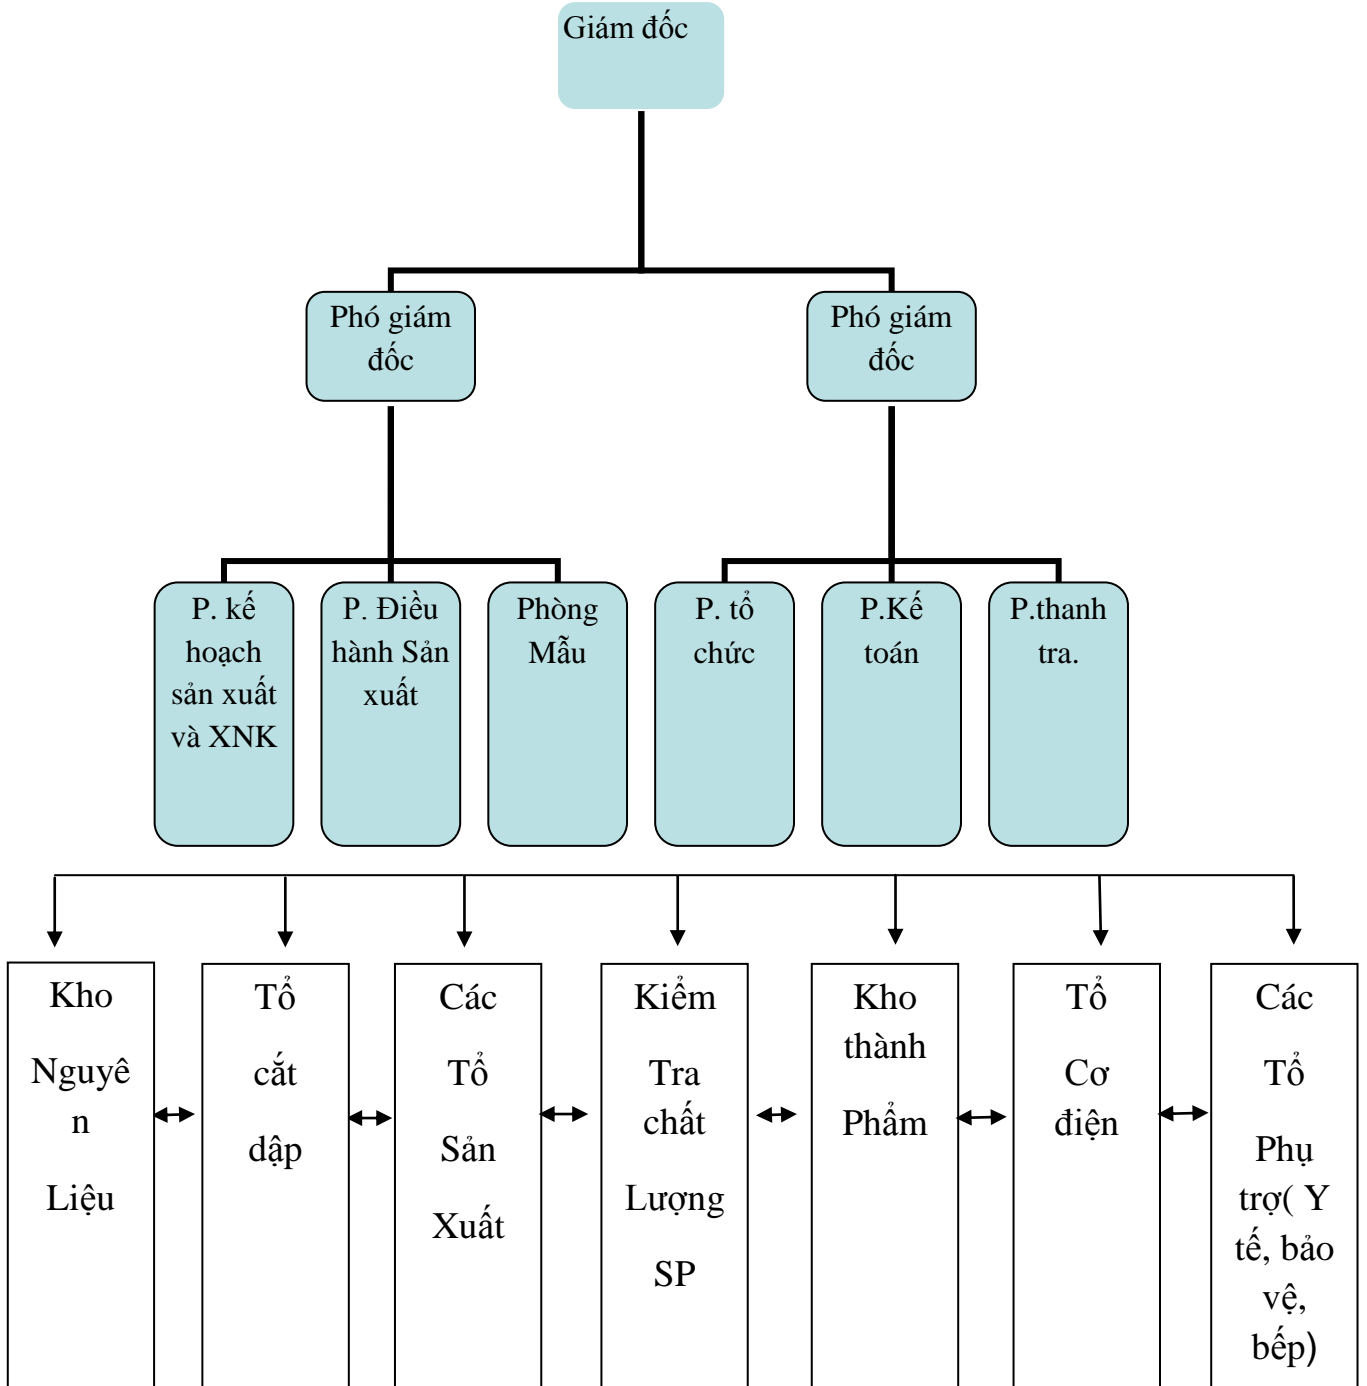 Giám đốc
Phó giám
đốc
Phó giám
đốc
P. kế
hoạch
sản xuất
và XNK
P. Điều
hành Sản
xuất
Phòng
Mẫu
P. tổ
chức
P.Kế
toán
P.thanh
tra.
Kho
Nguyê
n
Liệu
Tổ
cắt
dập
Các
Tổ
Sản
Xuất
Kiểm
Tra
chất
Lượng
SP
Kho
thành
Phẩm
Tổ
Cơ
điện
Các
Tổ
Phụ
trợ( Y
tế, bảo
vệ,
bếp)